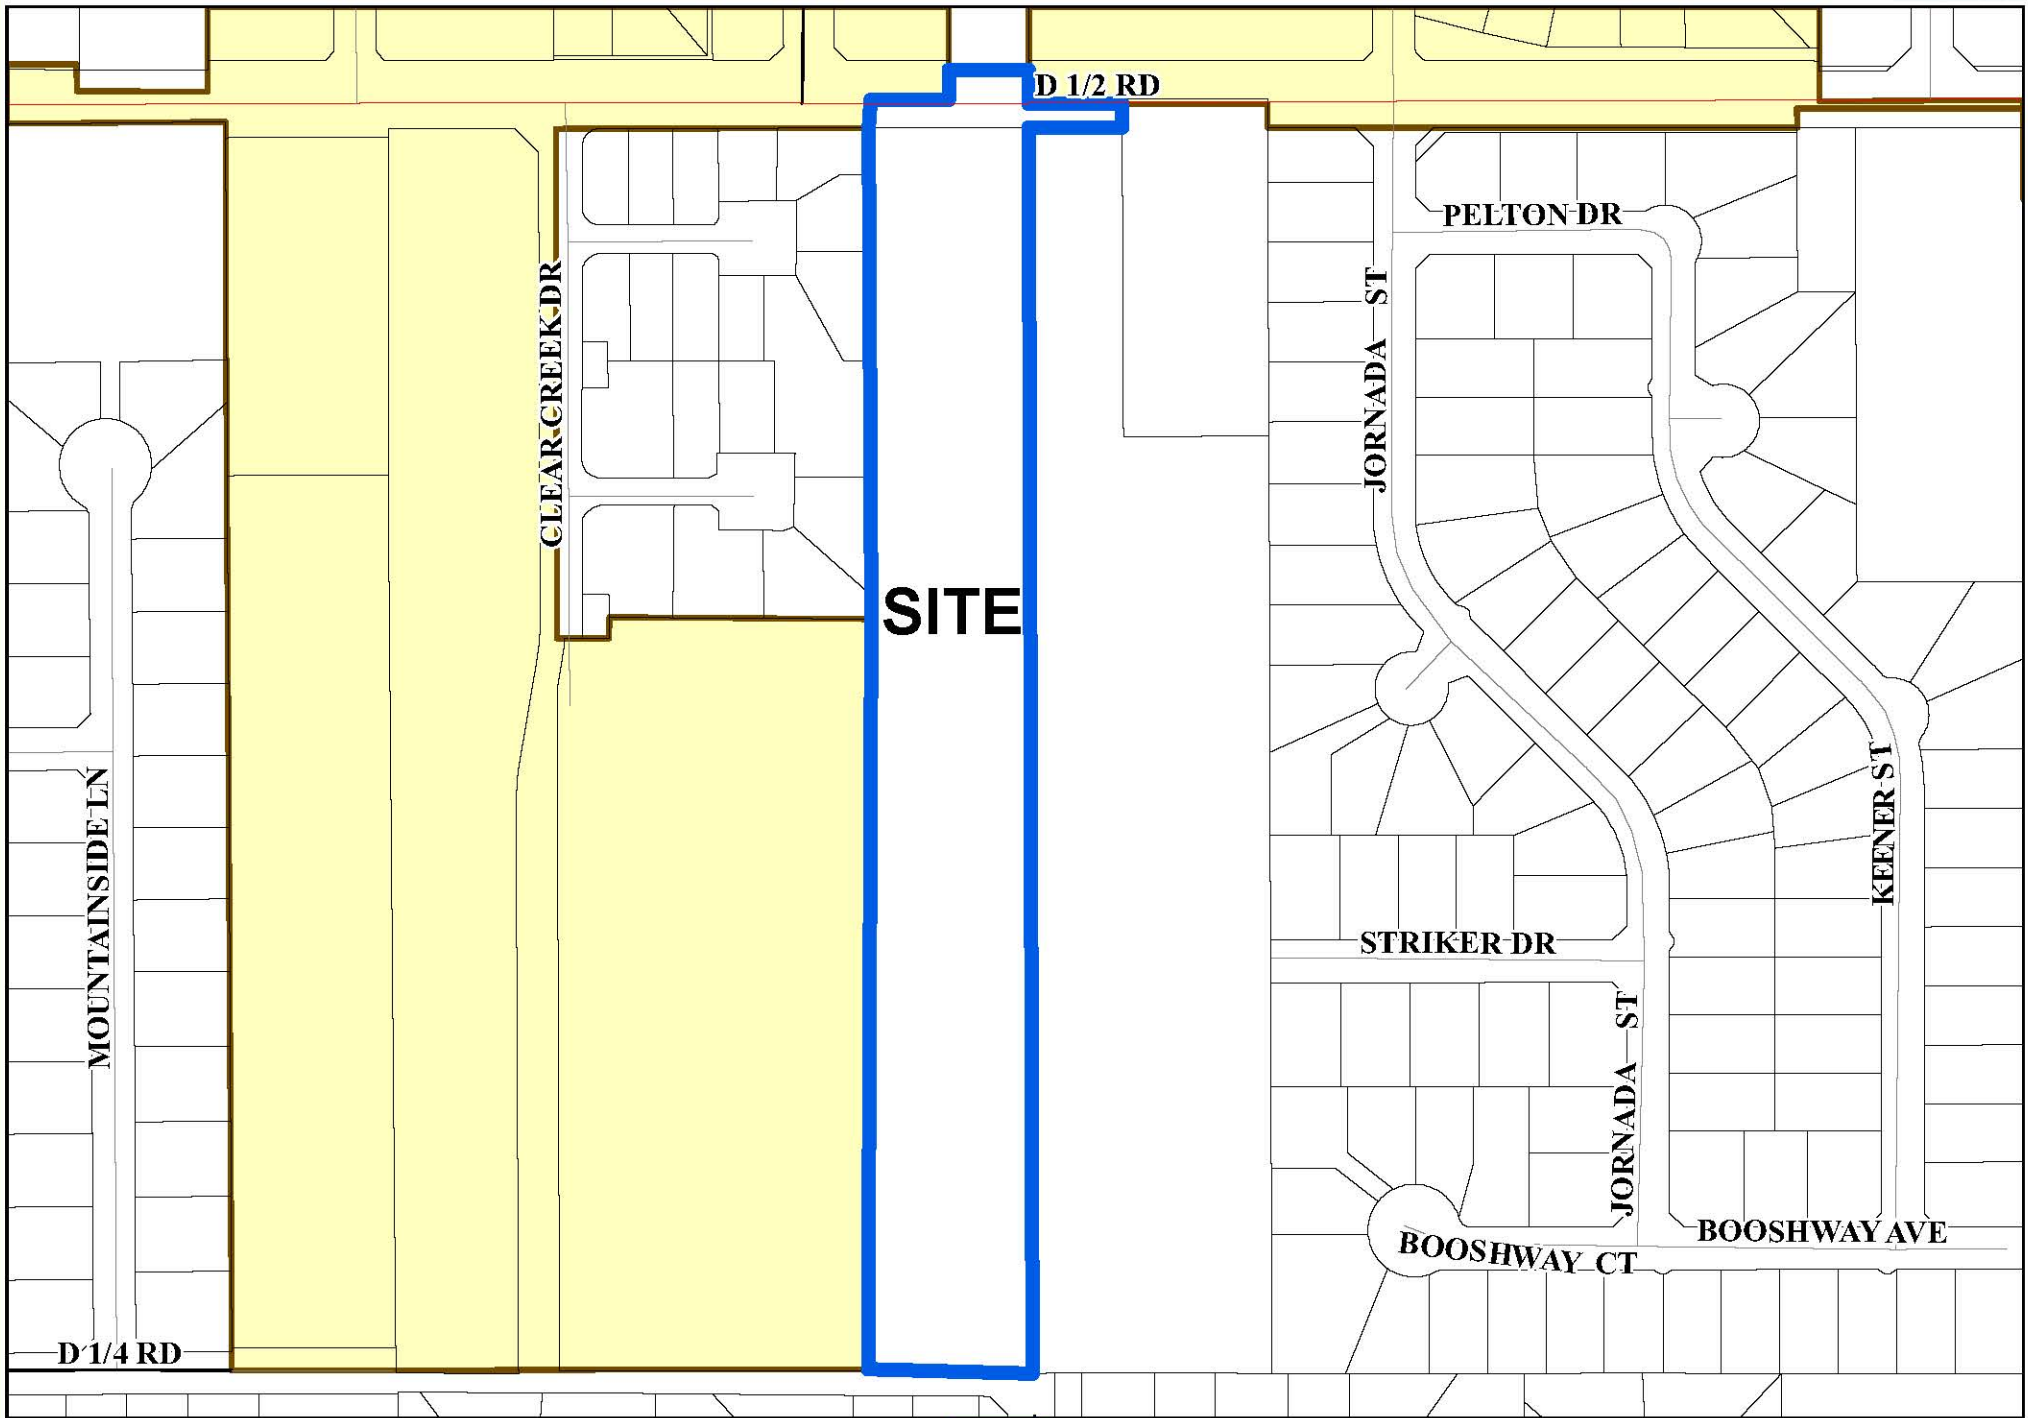 D 1/2 RD
PELTON DR
CLEAR CREEK DR
JORNADA ST
SITE
MOUNTAINSIDE LN
KEENER ST
STRIKER DR
JORNADA ST
BOOSHWAY AVE
BOOSHWAY CT
D 1/4 RD